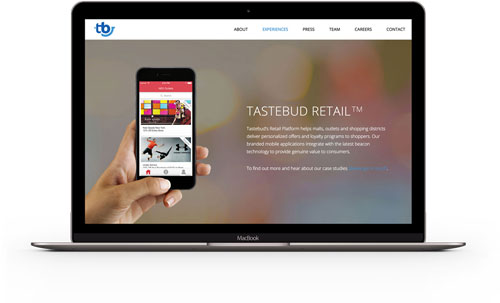 tb
ABOUT EXPERIENCES PRESS TEAM CAREERS CONTACT
TASTEBUD RETAIL™
Tastebud's Retail Platform helps malls, outlets and shopping districts
deliver personalized offers and loyalty programs to shoppers. Our
branded mobile applications integrate with the latest beacon
technology to provide genuine value to consumers.
To find out more and hear about our case studies,
MacBook